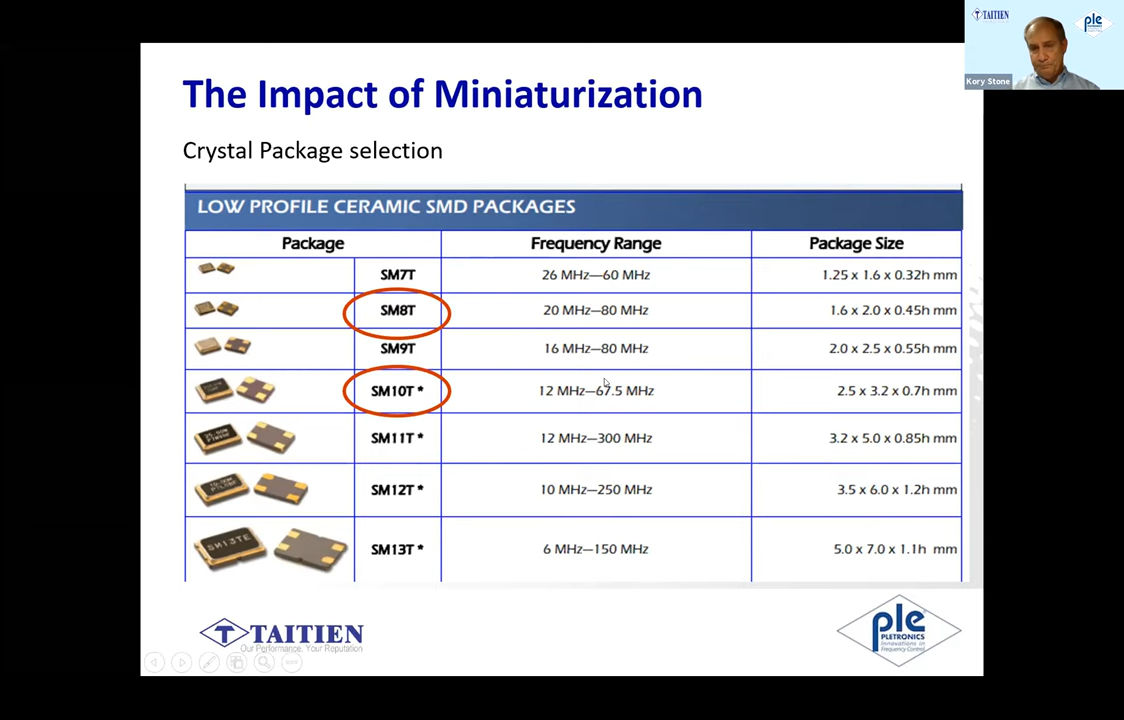 TAITIEN
ple
Kory Stone
The Impact of Miniaturization
Crystal Package selection
LOW PROFILE CERAMIC SMD PACKAGES
Package Frequency Range Package Size
SM7T 26 MHz—60 MHz 1.25 x 1.6 x 0.32h mm
SM8T 20 MHz—80 MHz 1.6 x 2.0 x 0.45h mm
SM9T 16 MHz—80 MHz 2.0 x 2.5 x 0.55h mm
SM10T * 12 MHz—67.5 MHz 2.5 x 3.2 x 0.7h mm
SM11T * 12 MHz—300 MHz 3.2 x 5.0 x 0.85h mm
SM12T * 10 MHz—250 MHz 3.5 x 6.0 x 1.2h mm
SM13TE
SM13T * 6 MHz—150 MHz 5.0 x 7.0 x 1.1h mm
TAITIEN
Our Performance, Your Reputation
ple
PLETRONICS
Innovations in
Frequency Control